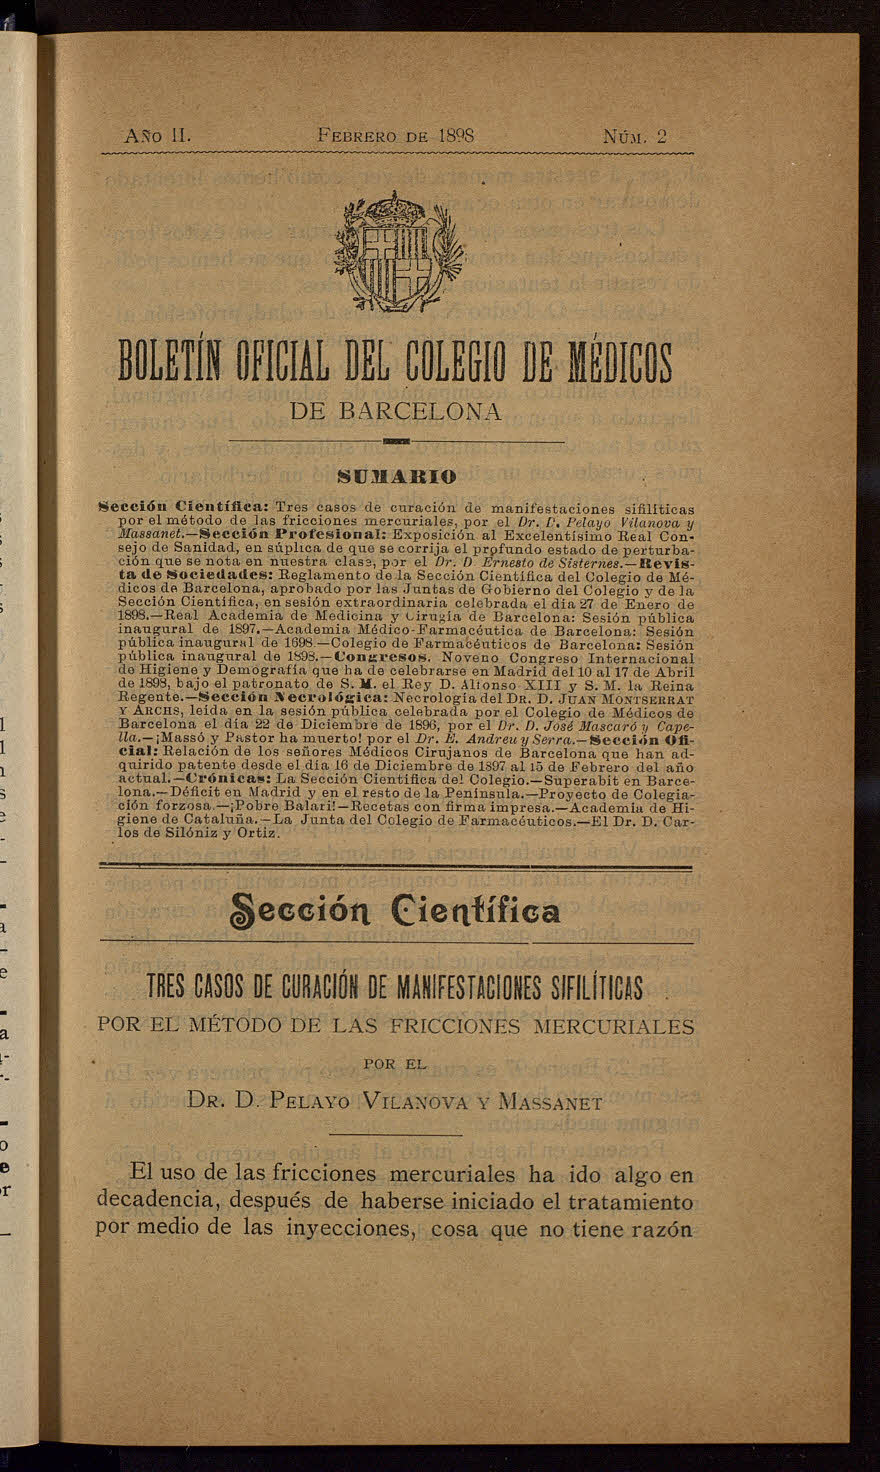 AÑO II. FEBRERO DE 1898 NÚM. 2
BOLETÍN OFICIAL DEL COLEGIO DE MÉDICOS
DE BARCELONA
SUMARIO
Sección Científica: Tres casos de curación de manifestaciones sifilíticas
por el método de las fricciones mercuriales, por el Dr. D. Pelayo Vilanova y
Massanet.—Sección Profesional: Exposición al Excelentísimo Real Con-
sejo de Sanidad, en súplica de que se corrija el profundo estado de perturba-
ción que se nota en nuestra clase, por el Dr. D Ernesto de Sisternes.—Revis-
ta de Sociedades: Reglamento de la Sección Científica del Colegio de Mé-
dicos de Barcelona, aprobado por las Juntas de Gobierno del Colegio y de la
Sección Científica, en sesión extraordinaria celebrada el día 27 de Enero de
1898.—Real Academia de Medicina y Cirugía de Barcelona: Sesión pública
inaugural de 1897.—Academia Médico-Farmacéutica de Barcelona: Sesión
pública inaugural de 1698.—Colegio de Farmacéuticos de Barcelona: Sesión
pública inaugural de 1898.—Congresos. Noveno Congreso Internacional
de Higiene y Demografía que ha de celebrarse en Madrid del 10 al 17 de Abril
de 1898, bajo el patronato de S. M. el Rey D. Alfonso XIII y S. M. la Reina
Regente.—Sección Necrológica: Necrología del DR. D. JUAN MONTSERRAT
Y ARCHS, leída en la sesión pública celebrada por el Colegio de Médicos de
Barcelona el día 22 de Diciembre de 1896, por el Dr. D. José Mascaró y Cape-
lla.—¡Massó y Pastor ha muerto! por el Dr. E. Andreu y Serra.—Sección Ofi-
cial: Relación de los señores Médicos Cirujanos de Barcelona que han ad-
quirido patente desde el día 16 de Diciembre de 1897 al 15 de Febrero del año
actual.—Crónicas: La Sección Científica del Colegio.—Superabit en Barce-
lona.—Déficit en Madrid y en el resto de la Península.—Proyecto de Colegia-
ción forzosa.—¡Pobre Balari!—Recetas con firma impresa.—Academia de Hi-
giene de Cataluña.—La Junta del Colegio de Farmacéuticos.—El Dr. D. Car-
los de Silóniz y Ortiz.
Sección Científica
TRES CASOS DE CURACIÓN DE MANIFESTACIONES SIFILÍTICAS
POR EL MÉTODO DE LAS FRICCIONES MERCURIALES
POR EL
DR. D. PELAYO VILANOVA Y MASSANET
El uso de las fricciones mercuriales ha ido algo en
decadencia, después de haberse iniciado el tratamiento
por medio de las inyecciones, cosa que no tiene razón